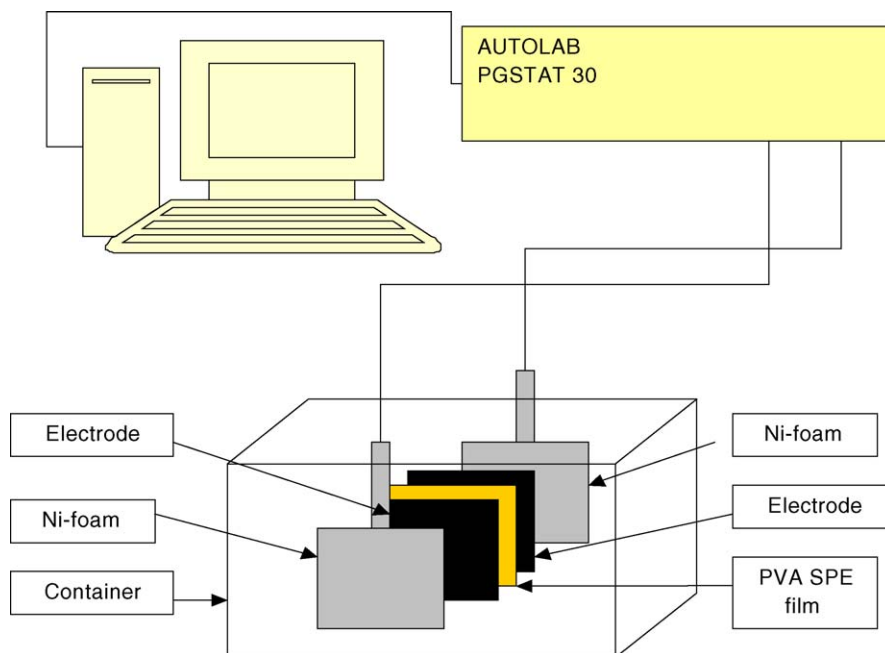 AUTOLAB
PGSTAT 30
Electrode
Ni-foam
Ni-foam
Electrode
Container
PVA SPE
film